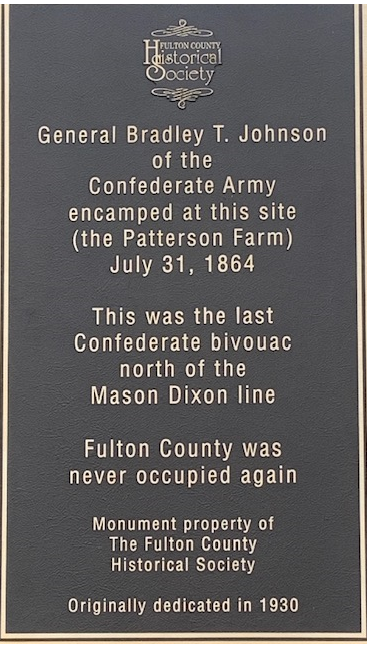 FULTON COUNTY
Historical
Society
General Bradley T. Johnson
of the
Confederate Army
encamped at this site
(the Patterson Farm)
July 31, 1864
This was the last
Confederate bivouac
north of the
Mason Dixon line
Fulton County was
never occupied again
Monument property of
The Fulton County
Historical Society
Originally dedicated in 1930